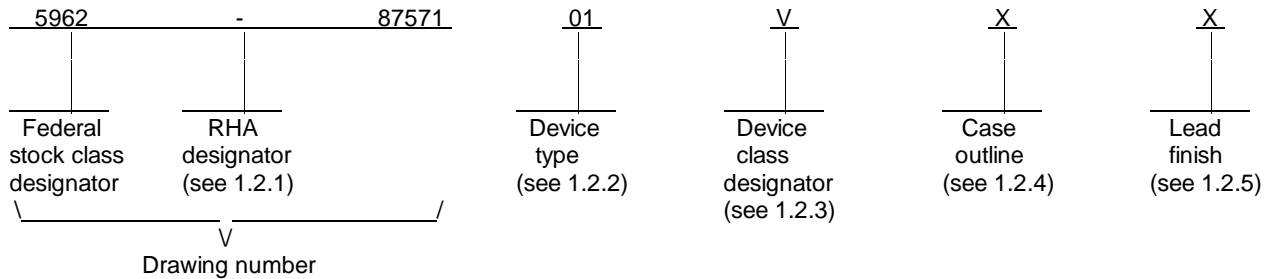 5962 - 87571 01 V X X
Federal stock class designator
RHA designator (see 1.2.1)
Device type (see 1.2.2)
Device class designator (see 1.2.3)
Case outline (see 1.2.4)
Lead finish (see 1.2.5)
\ /
\/
Drawing number